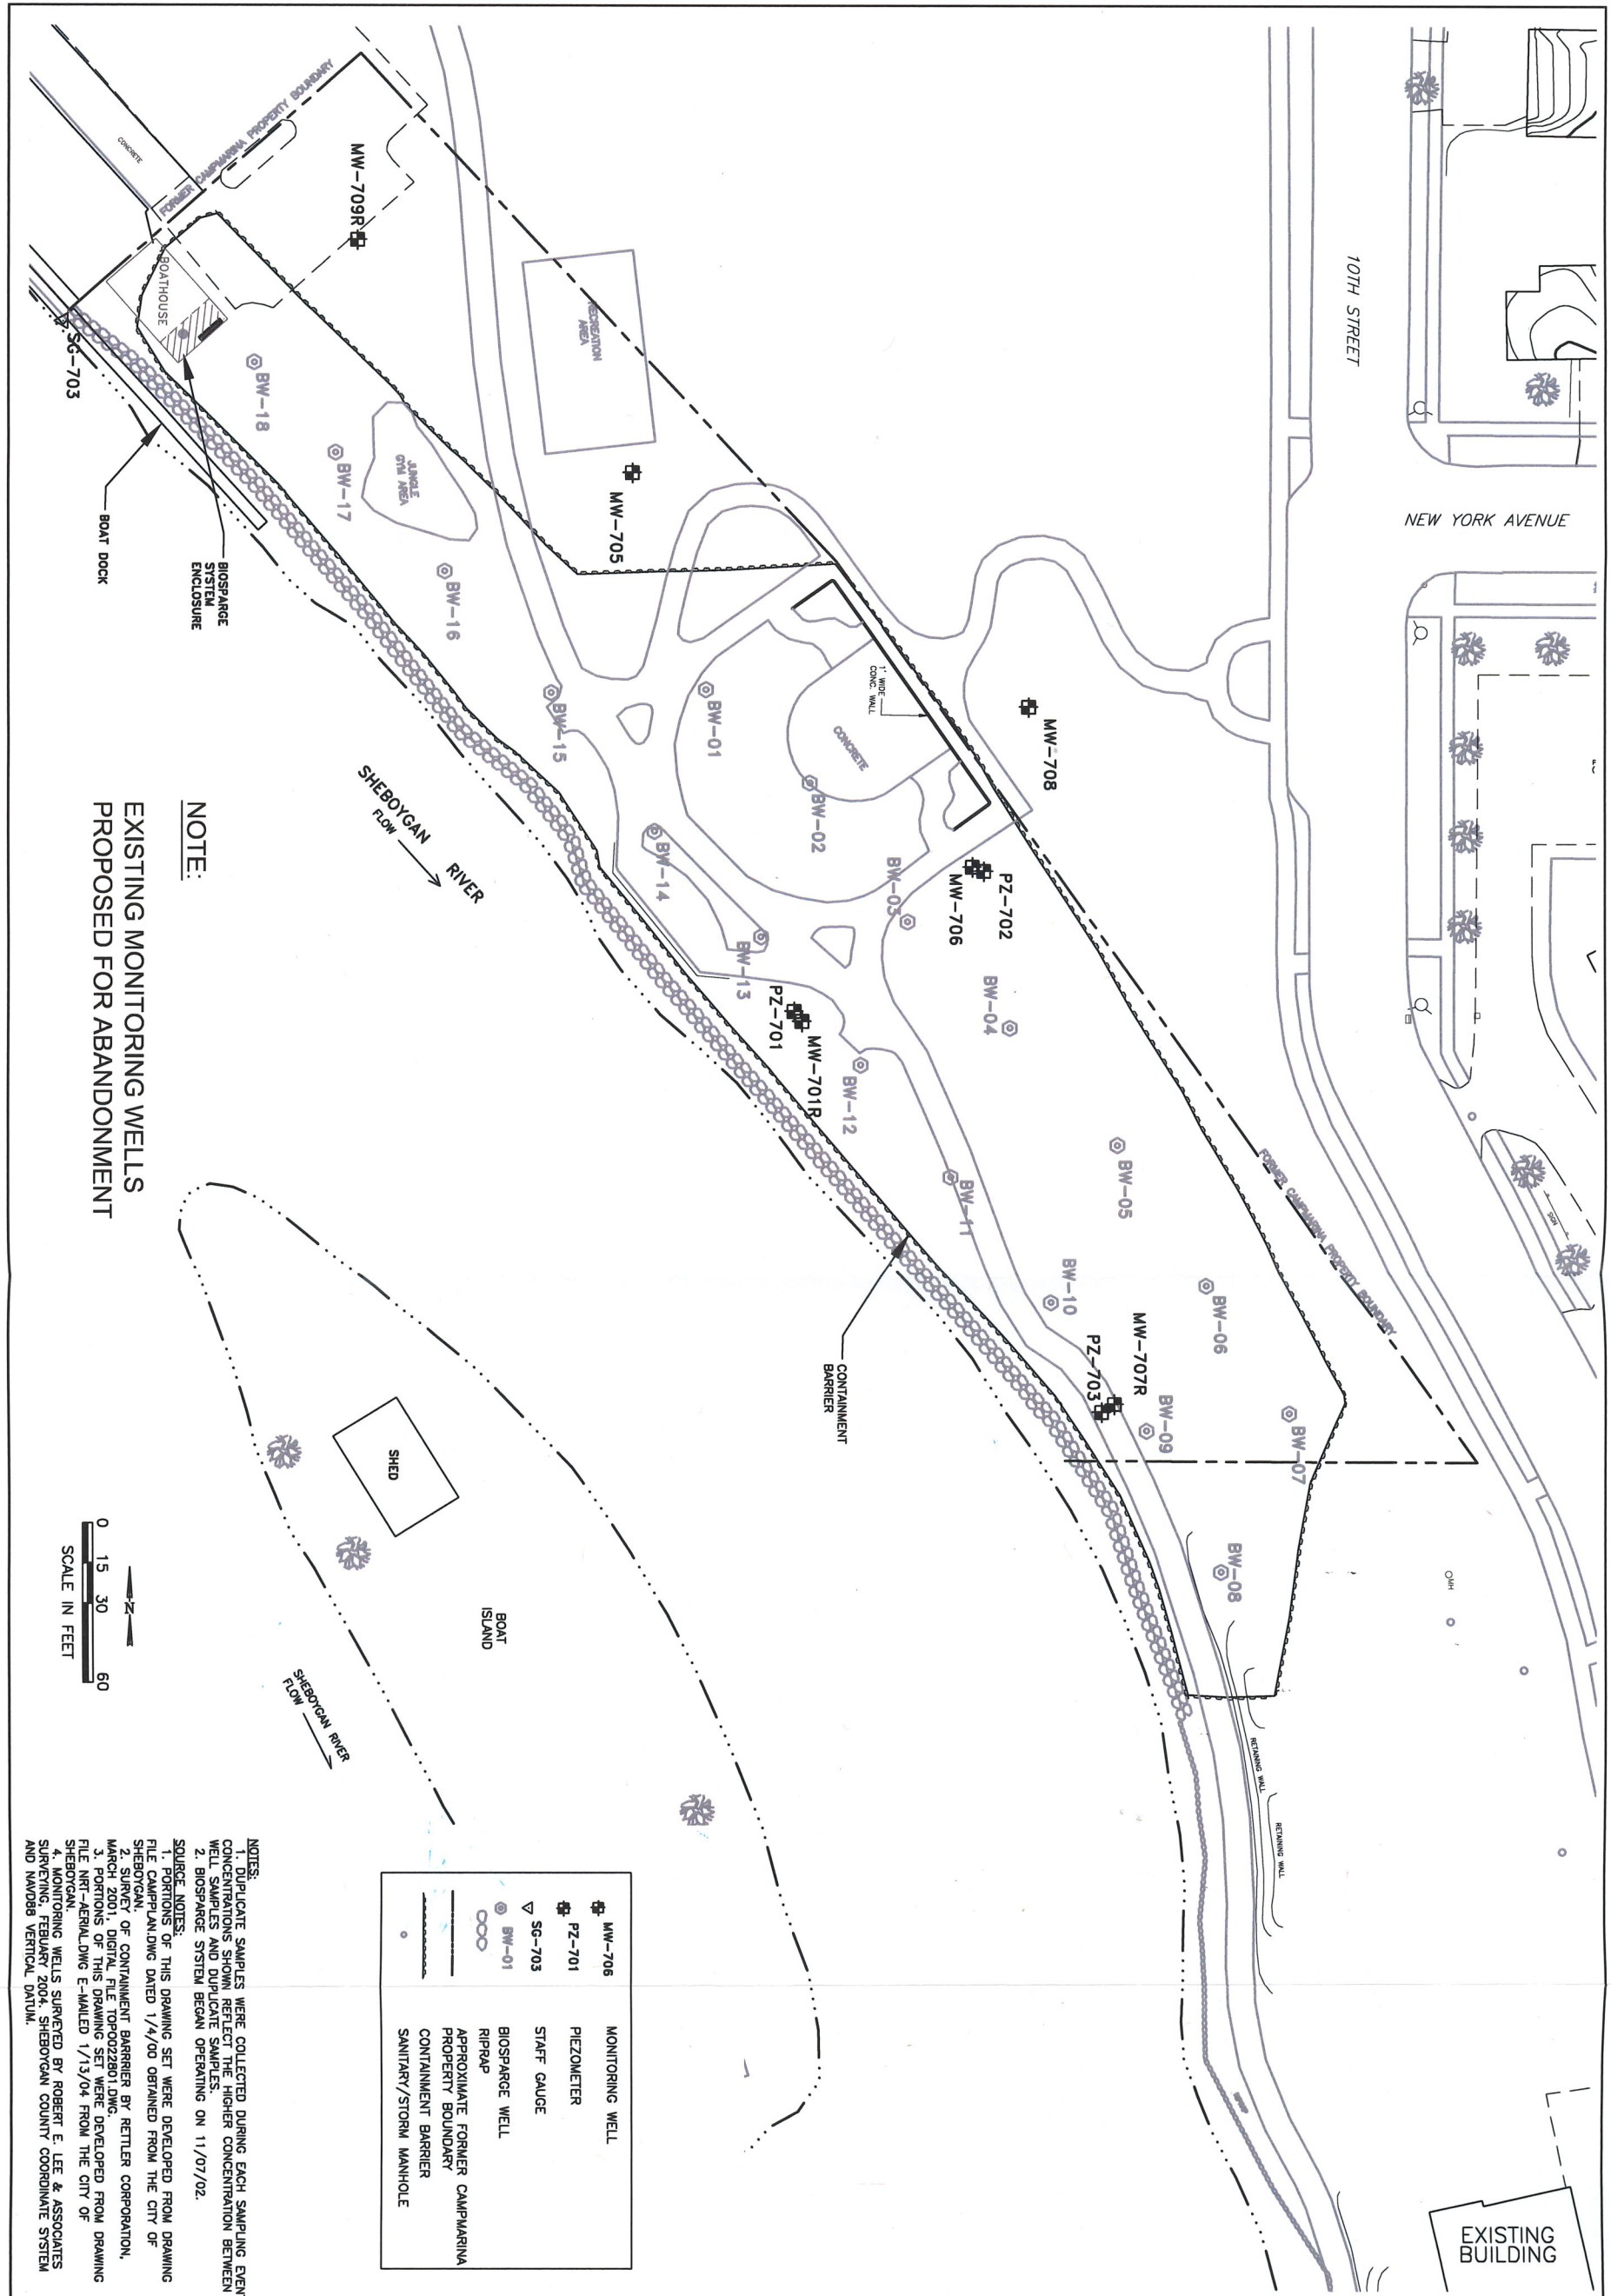 10TH STREET
NEW YORK AVENUE
FORMER CAMPMARINA PROPERTY BOUNDARY
CONCRETE
MW-709R
BOATHOUSE
SG-703
BW-18
BW-17
JUNGLE
GYM AREA
RECREATION
AREA
MW-705
BOAT DOCK
BIOSPARGE
SYSTEM
ENCLOSURE
BW-16
BW-15
BW-01
1' WIDE
CONC. WALL
CONCRETE
BW-02
MW-708
BW-14
BW-03
PZ-702
MW-706
BW-13
BW-04
PZ-701
MW-701R
BW-12
BW-05
BW-11
BW-10
BW-06
FORMER CAMPMARINA PROPERTY BOUNDARY
SIGN
MW-707R
PZ-703
BW-09
BW-07
BW-08
MH
CONTAINMENT
BARRIER
RETAINING WALL
RETAINING WALL
RIPRAP
EXISTING
BUILDING
SHEBOYGAN RIVER
FLOW
NOTE:
EXISTING MONITORING WELLS
PROPOSED FOR ABANDONMENT
SHED
BOAT
ISLAND
SHEBOYGAN RIVER
FLOW
N
0 15 30 60
SCALE IN FEET
MW-706 MONITORING WELL
PZ-701 PIEZOMETER
SG-703 STAFF GAUGE
BW-01 BIOSPARGE WELL
RIPRAP
APPROXIMATE FORMER CAMPMARINA
PROPERTY BOUNDARY
CONTAINMENT BARRIER
SANITARY/STORM MANHOLE
NOTES:
1. DUPLICATE SAMPLES WERE COLLECTED DURING EACH SAMPLING EVENT
CONCENTRATIONS SHOWN REFLECT THE HIGHER CONCENTRATION BETWEEN
WELL SAMPLES AND DUPLICATE SAMPLES.
2. BIOSPARGE SYSTEM BEGAN OPERATING ON 11/07/02.
SOURCE NOTES:
1. PORTIONS OF THIS DRAWING SET WERE DEVELOPED FROM DRAWING
FILE CAMPPLAN.DWG DATED 1/4/00 OBTAINED FROM THE CITY OF
SHEBOYGAN.
2. SURVEY OF CONTAINMENT BARRRIER BY RETTLER CORPORATION,
MARCH 2001, DIGITAL FILE TOPO022801.DWG.
3. PORTIONS OF THIS DRAWING SET WERE DEVELOPED FROM DRAWING
FILE NRT-AERIAL.DWG E-MAILED 1/13/04 FROM THE CITY OF
SHEBOYGAN.
4. MONITORING WELLS SURVEYED BY ROBERT E. LEE & ASSOCIATES
SURVEYING, FEBUARY 2004. SHEBOYGAN COUNTY COORDINATE SYSTEM
AND NAVD88 VERTICAL DATUM.